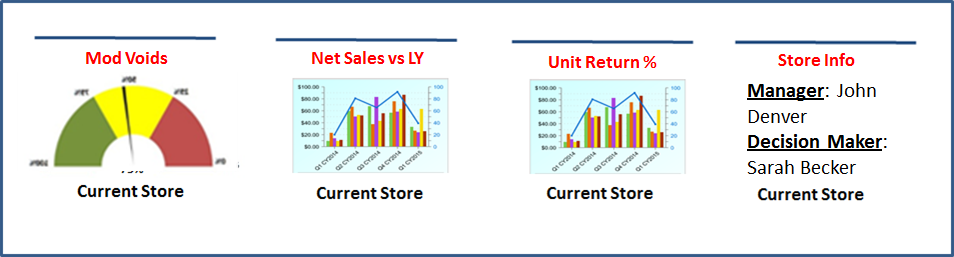 Mod Voids
Current Store
Net Sales vs LY
$100.00
$80.00
$60.00
$40.00
$20.00
$0.00
100
80
60
40
20
0
Q1 CY2014
Q2 CY2014
Q3 CY2014
Q4 CY2014
Q1 CY2015
Current Store
Unit Return %
$100.00
$80.00
$60.00
$40.00
$20.00
$0.00
100
80
60
40
20
0
Q1 CY2014
Q2 CY2014
Q3 CY2014
Q4 CY2014
Q1 CY2015
Current Store
Store Info
Manager: John
Denver
Decision Maker:
Sarah Becker
Current Store